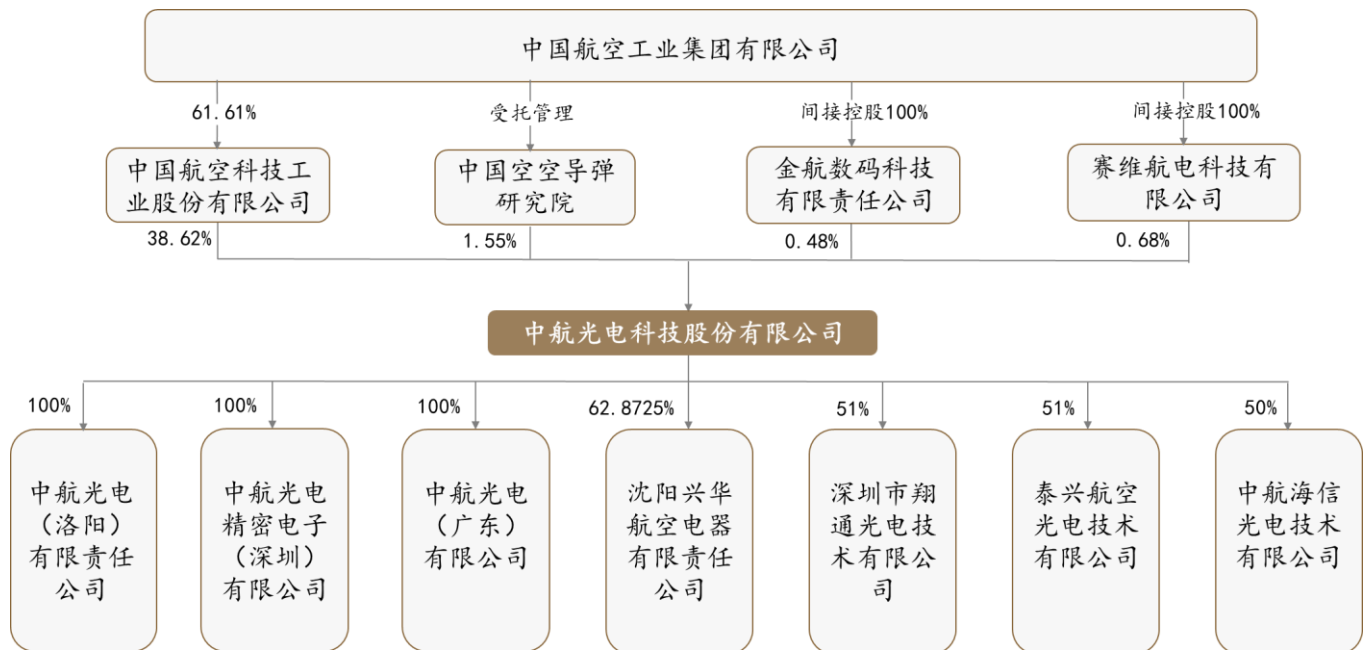 中国航空工业集团有限公司
61.61%
受托管理
间接控股100%
间接控股100%
中国航空科技工
业股份有限公司
中国空空导弹
研究院
金航数码科技
有限责任公司
赛维航电科技有
限公司
38.62%
1.55%
0.48%
0.68%
中航光电科技股份有限公司
100%
100%
100%
62.8725%
51%
51%
50%
中航光电
（洛阳）
有限责任
公司
中航光电
精密电子
（深圳）
有限公司
中航光电
（广东）
有限公司
沈阳兴华
航空电器
有限责任
公司
深圳市翔
通光电技
术有限公
司
泰兴航空
光电技术
有限公司
中航海信
光电技术
有限公司